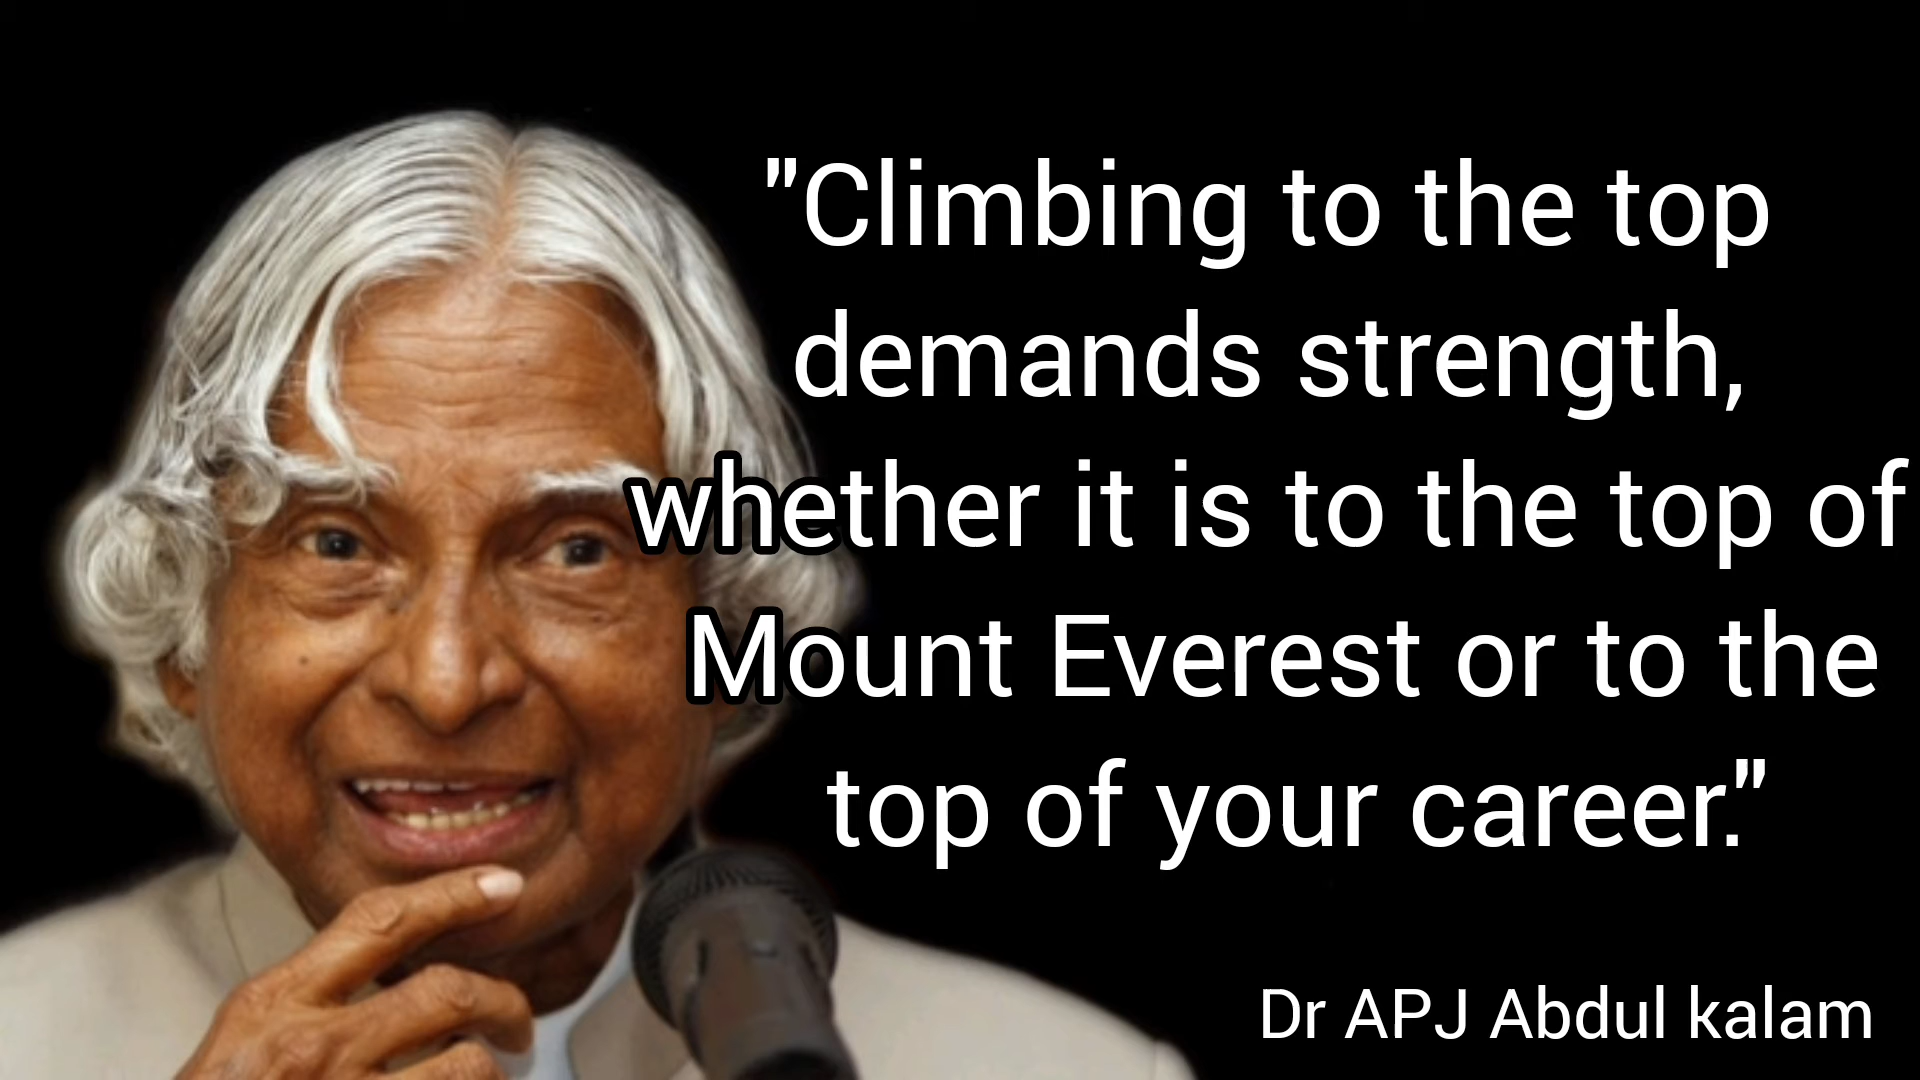 "Climbing to the top
demands strength,
whether it is to the top of
Mount Everest or to the
top of your career."
Dr APJ Abdul kalam